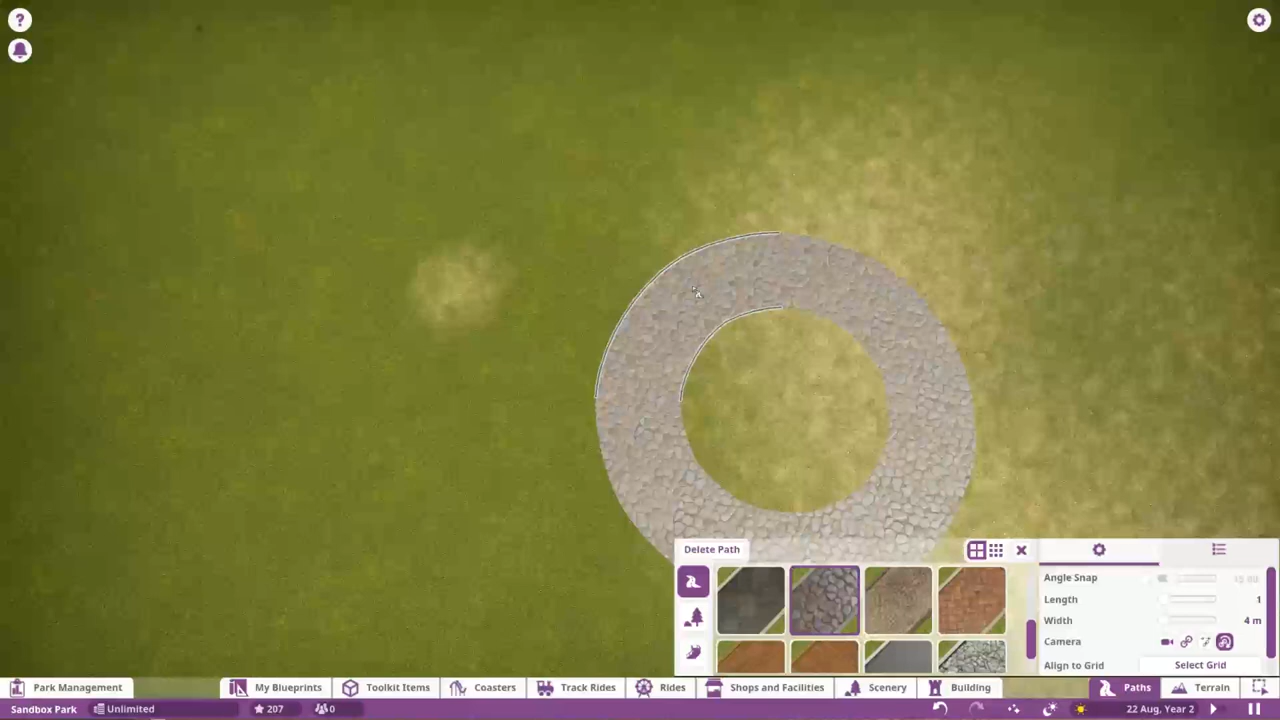 ?
Delete Path
Angle Snap
Length 1
Width 4 m
Camera
Align to Grid Select Grid
Park Management My Blueprints Toolkit Items Coasters Track Rides Rides Shops and Facilities Scenery Building Paths Terrain
Sandbox Park Unlimited 207 0 22 Aug, Year 2